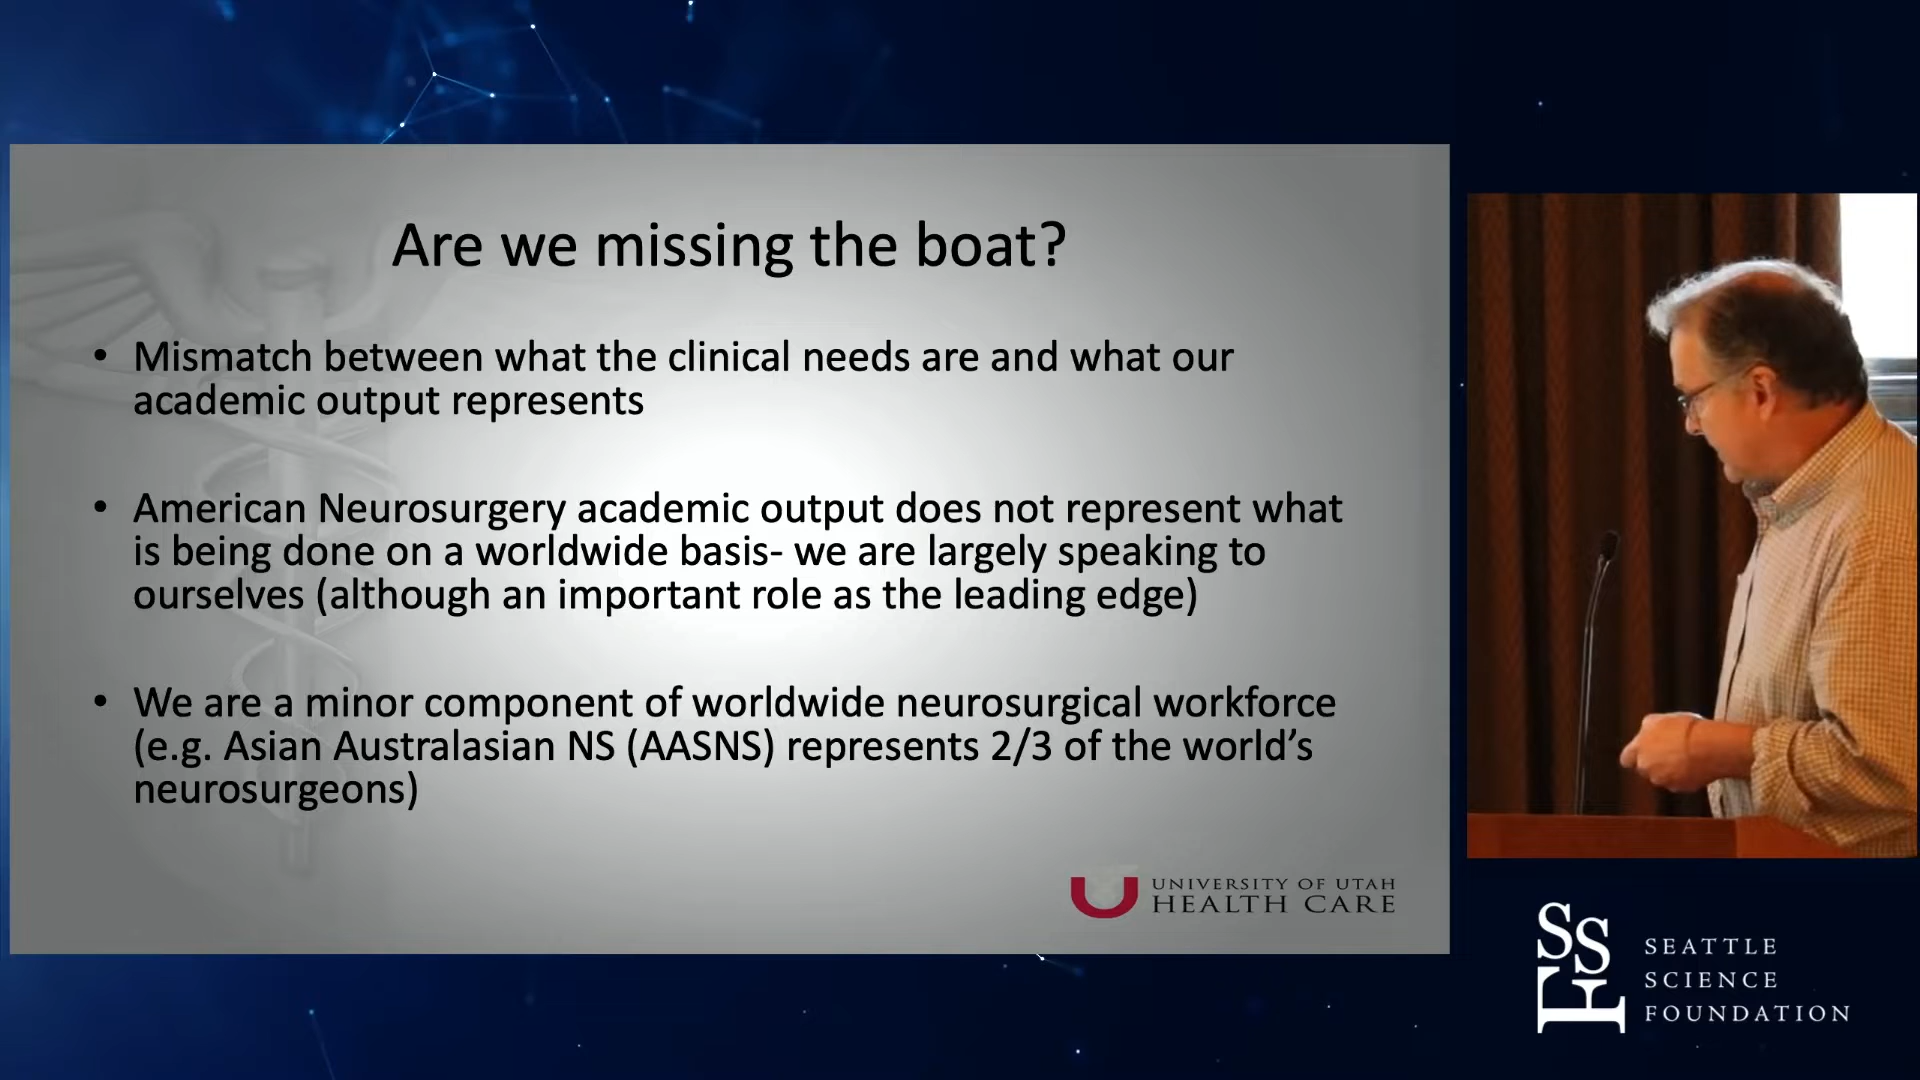 Are we missing the boat?
• Mismatch between what the clinical needs are and what our
academic output represents
• American Neurosurgery academic output does not represent what
is being done on a worldwide basis- we are largely speaking to
ourselves (although an important role as the leading edge)
• We are a minor component of worldwide neurosurgical workforce
(e.g. Asian Australasian NS (AASNS) represents 2/3 of the world’s
neurosurgeons)
UNIVERSITY OF UTAH
HEALTH CARE
SSF
SEATTLE
SCIENCE
FOUNDATION